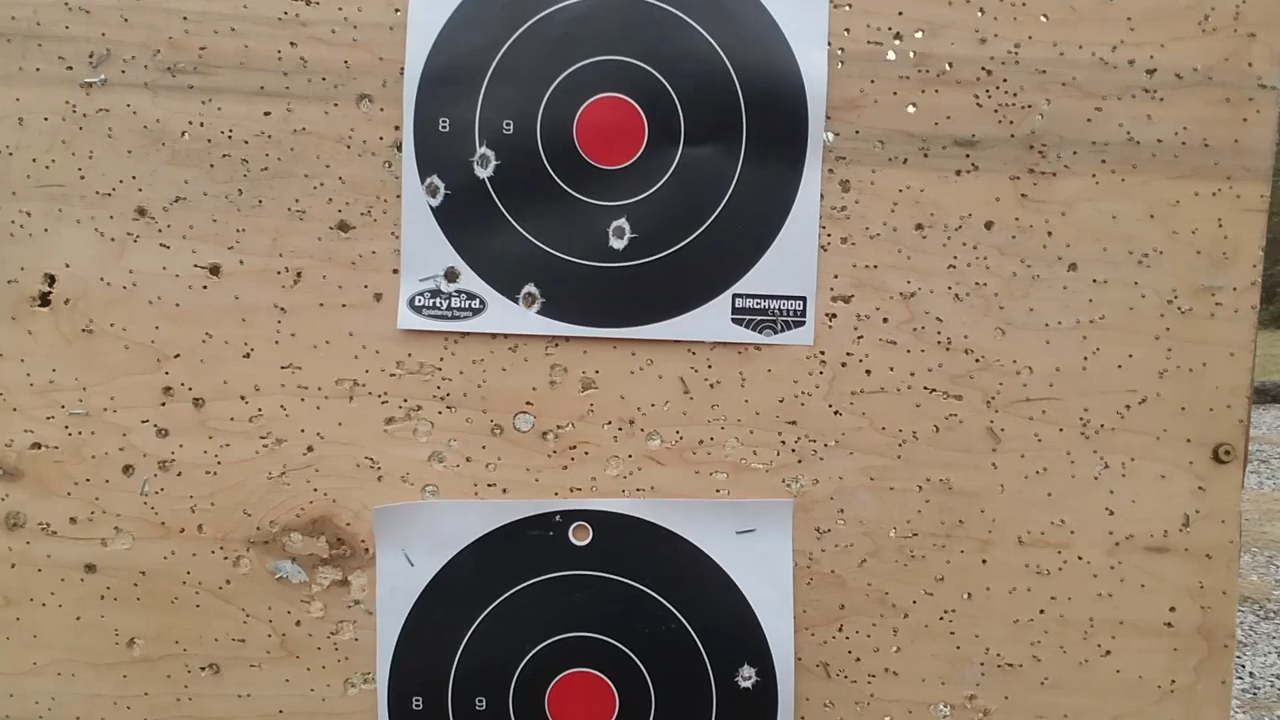 8 9
Dirty Bird
Splattering Targets
BIRCHWOOD
CASEY
8 9